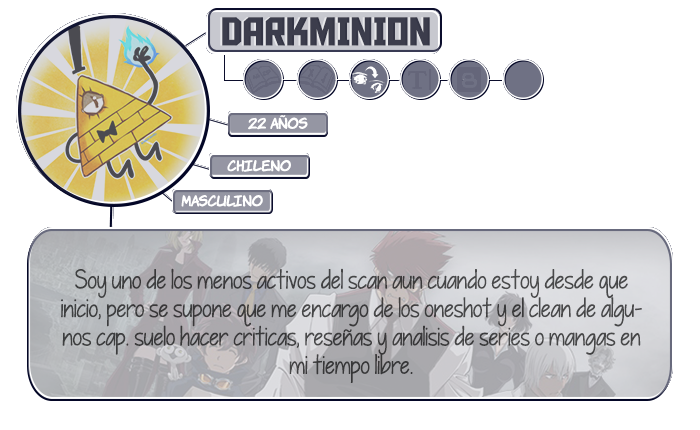 DARKMINION
T B
22 AÑOS
CHILENO
MASCULINO
Soy uno de los menos activos del scan aun cuando estoy desde que
inicio, pero se supone que me encargo de los oneshot y el clean de algu-
nos cap. suelo hacer criticas, reseñas y analisis de series o mangas en
mi tiempo libre.